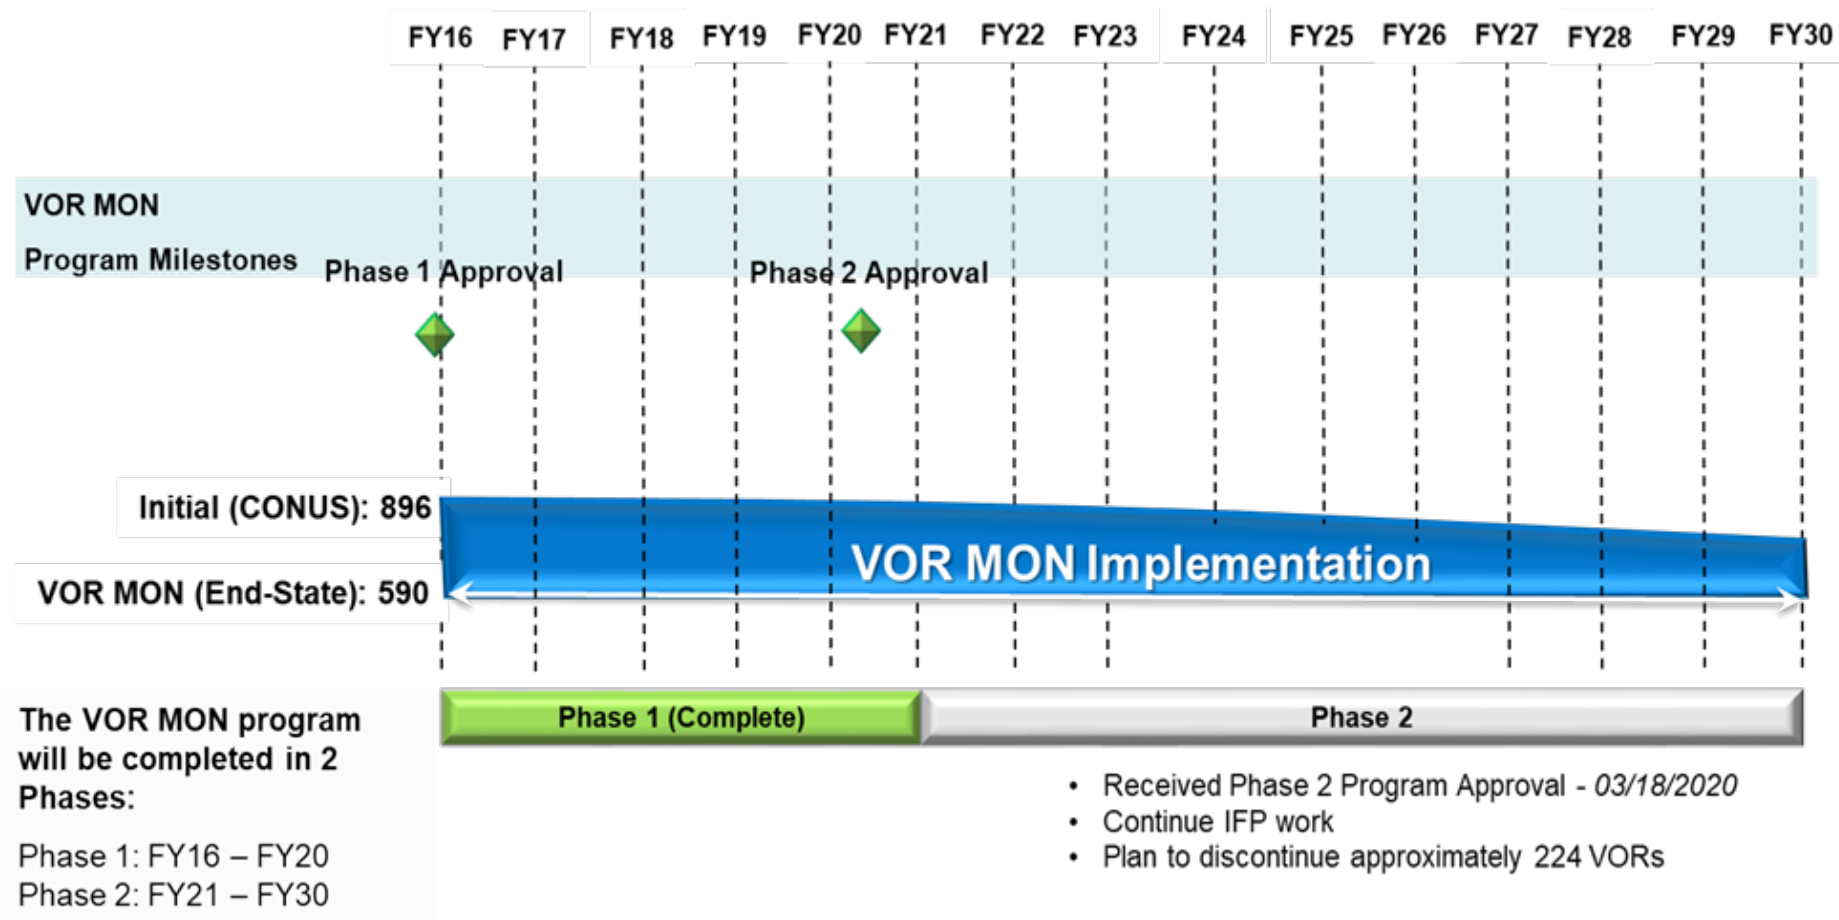 FY16 FY17 FY18 FY19 FY20 FY21 FY22 FY23 FY24 FY25 FY26 FY27 FY28 FY29 FY30
VOR MON
Program Milestones
Phase 1 Approval
Phase 2 Approval
Initial (CONUS): 896
VOR MON Implementation
VOR MON (End-State): 590
Phase 1 (Complete)
Phase 2
The VOR MON program
will be completed in 2
Phases:
Phase 1: FY16 – FY20
Phase 2: FY21 – FY30
• Received Phase 2 Program Approval - 03/18/2020
• Continue IFP work
• Plan to discontinue approximately 224 VORs